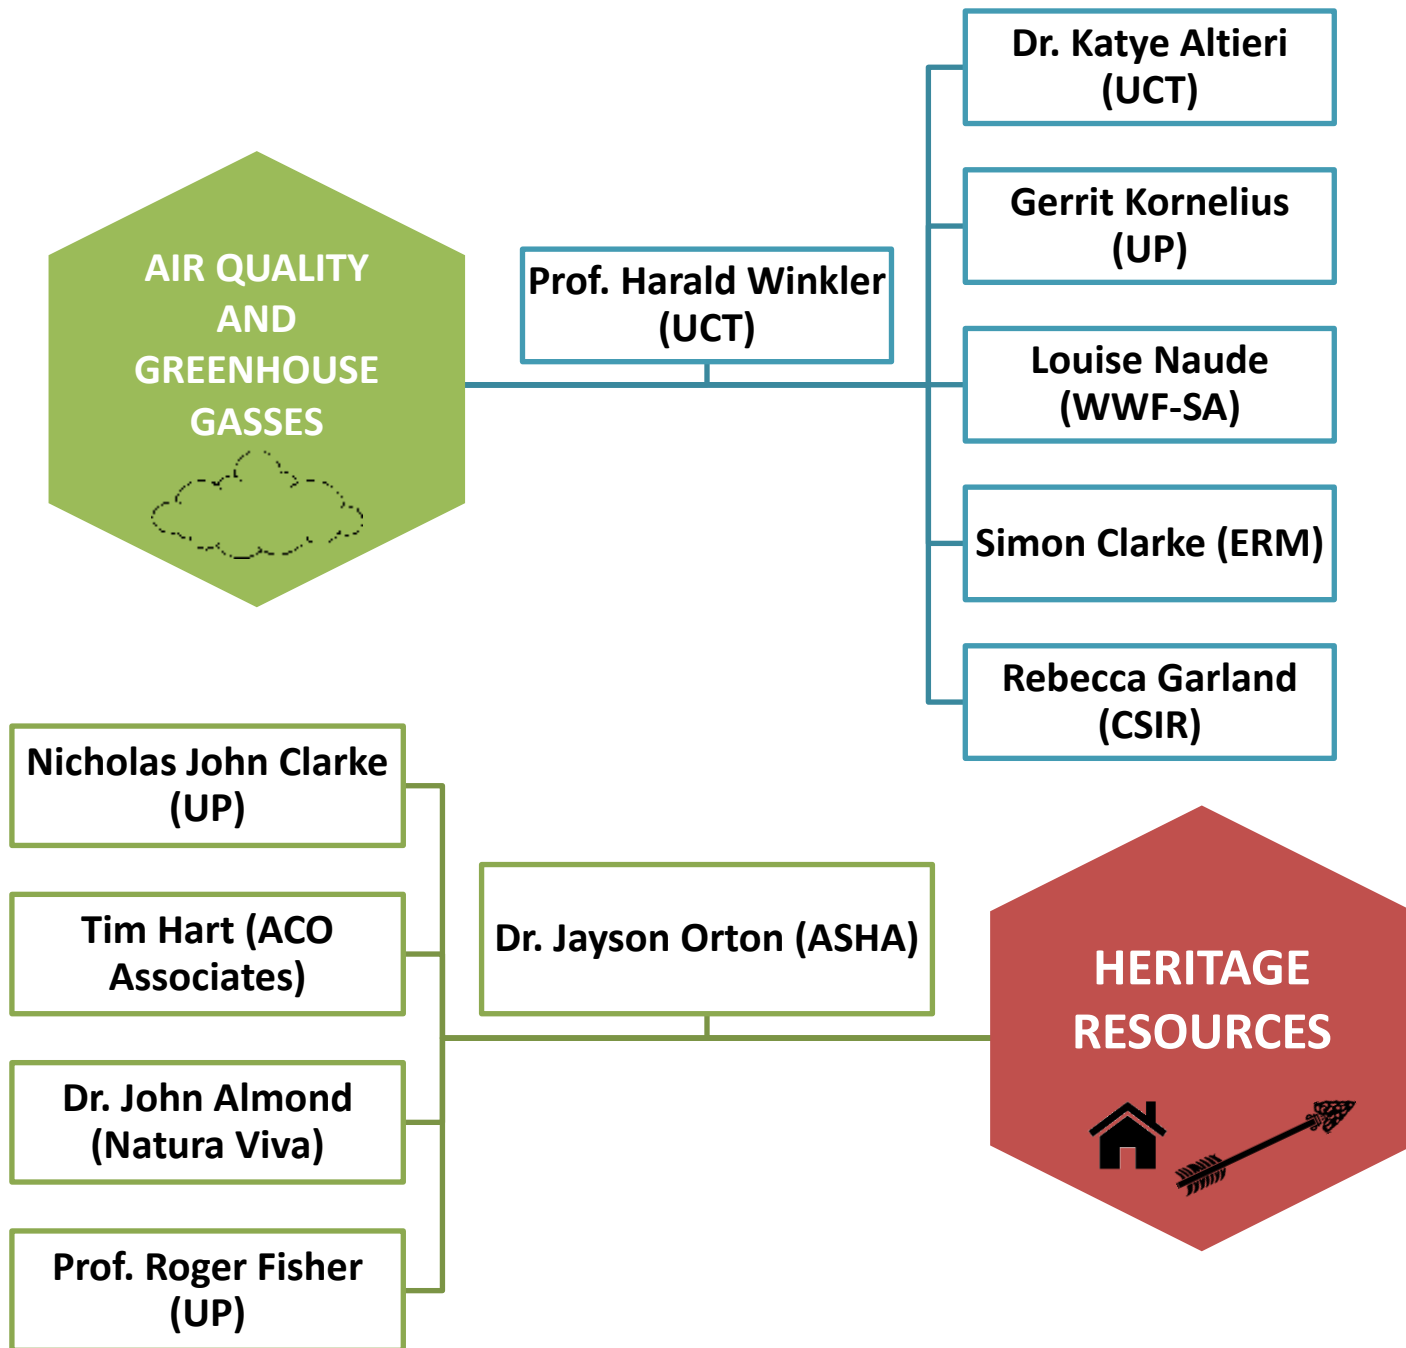 AIR QUALITY
AND
GREENHOUSE
GASSES
Prof. Harald Winkler
(UCT)
Dr. Katye Altieri
(UCT)
Gerrit Kornelius
(UP)
Louise Naude
(WWF-SA)
Simon Clarke (ERM)
Rebecca Garland
(CSIR)
Nicholas John Clarke
(UP)
Tim Hart (ACO
Associates)
Dr. John Almond
(Natura Viva)
Prof. Roger Fisher
(UP)
Dr. Jayson Orton (ASHA)
HERITAGE
RESOURCES